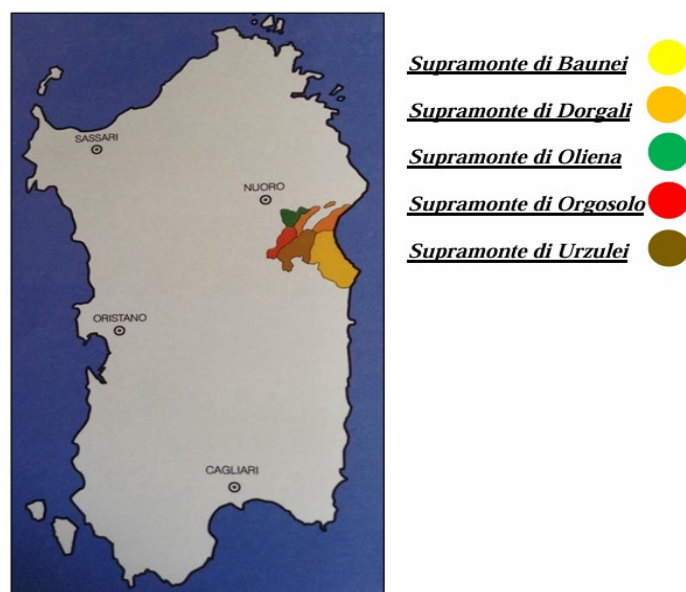 SASSARI
NUORO
ORISTANO
CAGLIARI
Supramonte di Baunei
Supramonte di Dorgali
Supramonte di Oliena
Supramonte di Orgosolo
Supramonte di Urzulei